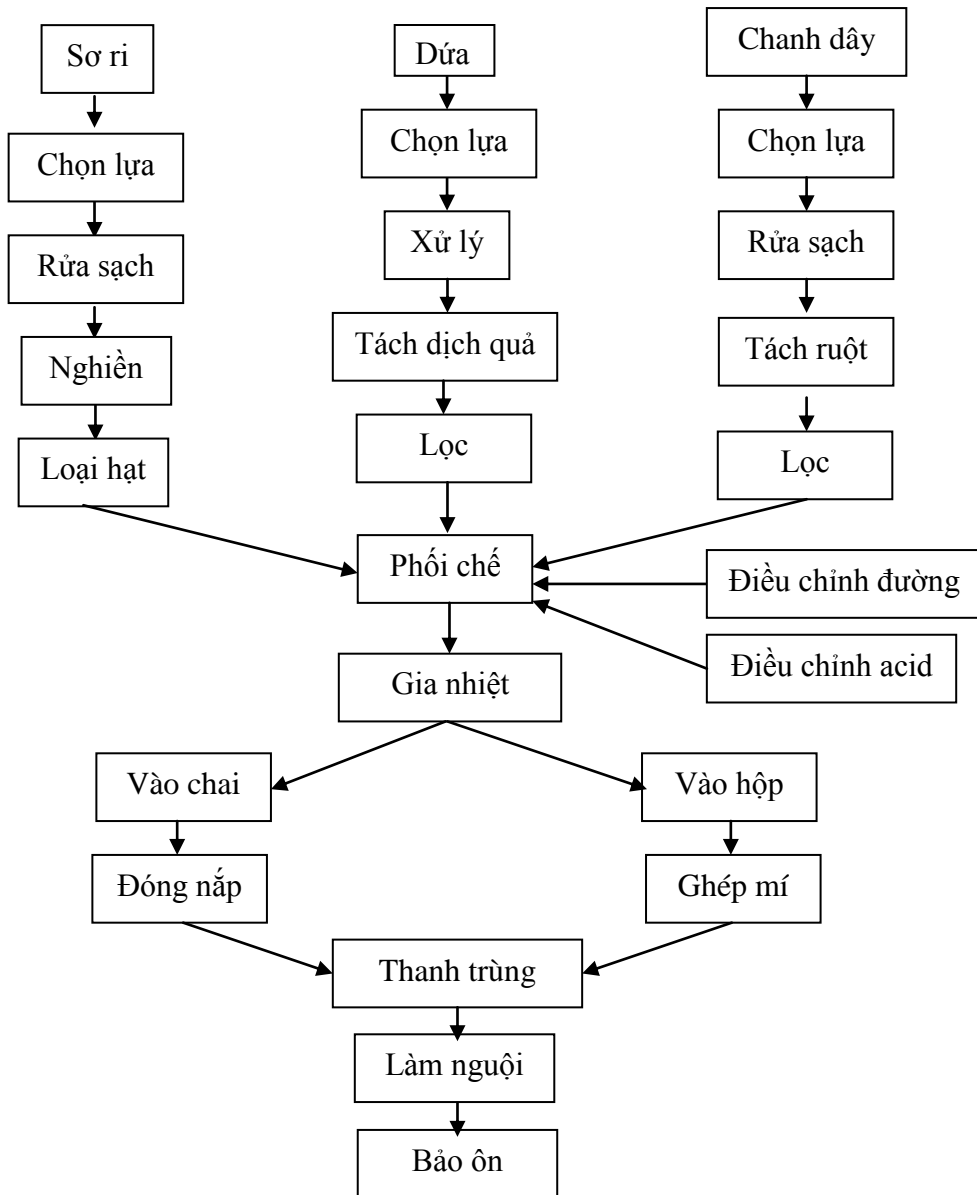 Sơ ri
Dứa
Chanh dây
Chọn lựa
Chọn lựa
Chọn lựa
Rửa sạch
Xử lý
Rửa sạch
Nghiền
Tách dịch quả
Tách ruột
Loại hạt
Lọc
Lọc
Phối chế
Điều chỉnh đường
Điều chỉnh acid
Gia nhiệt
Vào chai
Vào hộp
Đóng nắp
Ghép mí
Thanh trùng
Làm nguội
Bảo ôn